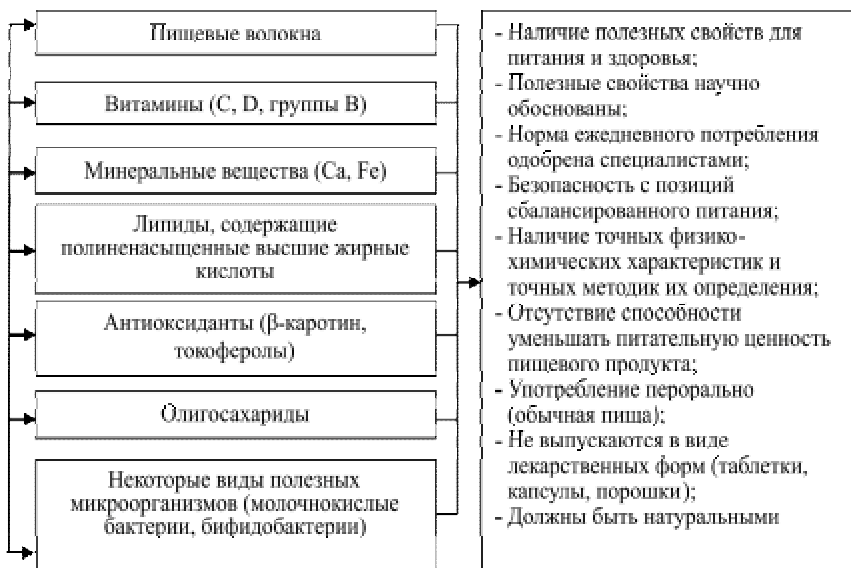 Пищевые волокна
Витамины (С, D, группы В)
Минеральные вещества (Ca, Fe)
Липиды, содержащие
полиненасыщенные высшие жирные
кислоты
Антиоксиданты (β-каротин,
токоферолы)
Олигосахариды
Некоторые виды полезных
микроорганизмов (молочнокислые
бактерии, бифидобактерии)
- Наличие полезных свойств для
питания и здоровья;
- Полезные свойства научно
обоснованы;
- Норма ежедневного потребления
одобрена специалистами;
- Безопасность с позиций
сбалансированного питания;
- Наличие точных физико-
химических характеристик и
точных методик их определения;
- Отсутствие способности
уменьшать питательную ценность
пищевого продукта;
- Употребление перорально
(обычная пища);
- Не выпускаются в виде
лекарственных форм (таблетки,
капсулы, порошки);
- Должны быть натуральными